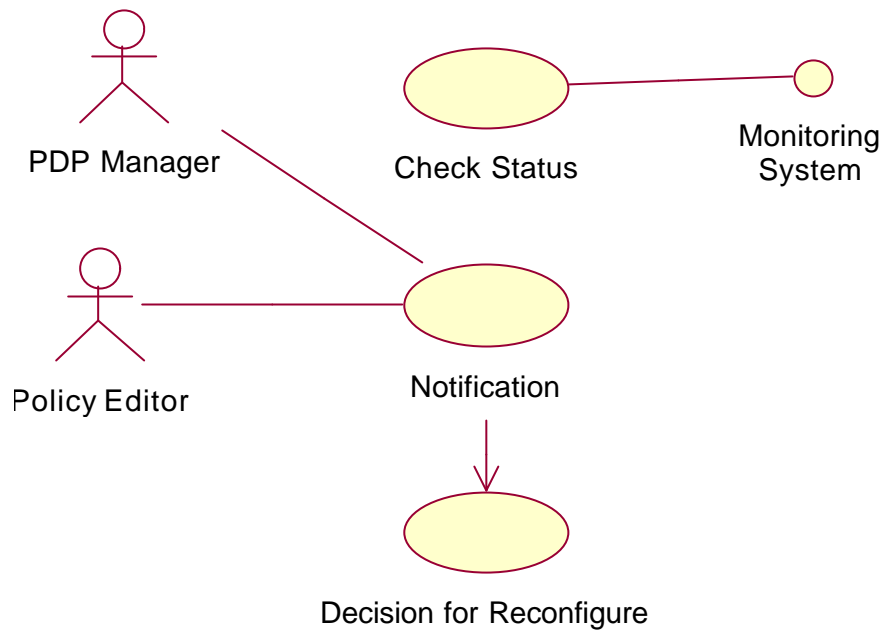 PDP Manager
Check Status
Monitoring
System
Policy Editor
Notification
Decision for Reconfigure